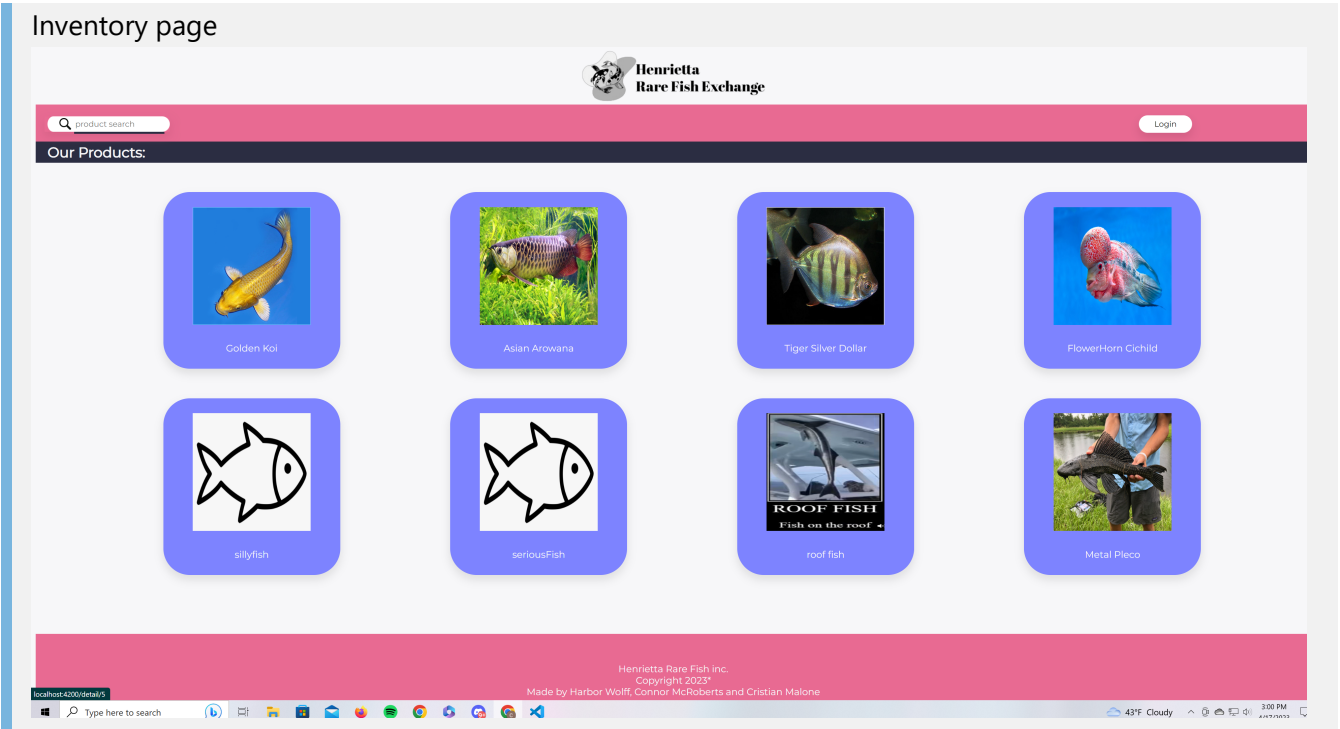 Inventory page
Henrietta
Rare Fish Exchange
product search
Login
Our Products:
Golden Koi
Asian Arowana
Tiger Silver Dollar
FlowerHorn Cichild
ROOF FISH
Fish on the roof
sillyfish
seriousFish
roof fish
Metal Pleco
Henrietta Rare Fish inc.
Copyright 2023*
Made by Harbor Wolff, Connor McRoberts and Cristian Malone
localhost:4200/detail/5
Type here to search
43°F Cloudy
3:00 PM
4/17/2023